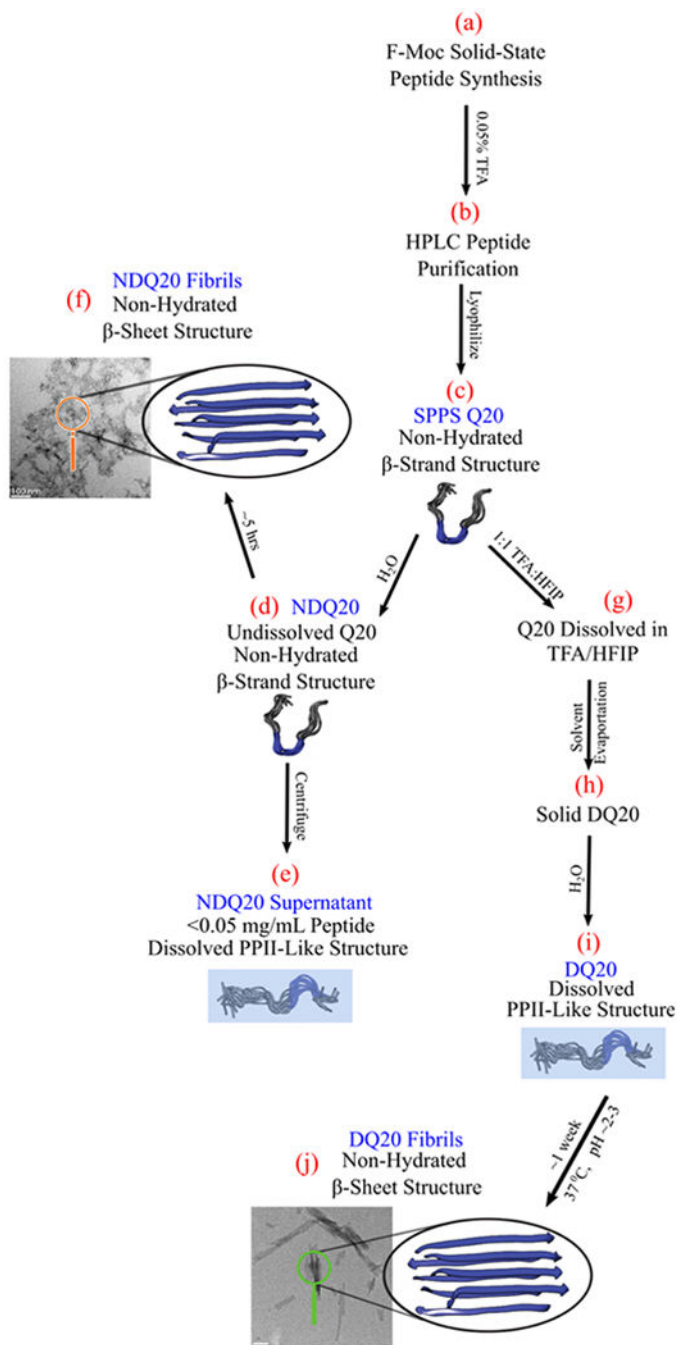 (a)
F-Moc Solid-State
Peptide Synthesis
0.05% TFA
(b)
HPLC Peptide
Purification
Lyophilize
(c)
SPPS Q20
Non-Hydrated
β-Strand Structure
(f)
NDQ20 Fibrils
Non-Hydrated
β-Sheet Structure
100 nm
~5 hrs
H₂O
1:1 TFA:HFIP
(d) NDQ20
Undissolved Q20
Non-Hydrated
β-Strand Structure
(g)
Q20 Dissolved in
TFA/HFIP
Solvent
Evaportation
(h)
Solid DQ20
Centrifuge
H₂O
(e)
NDQ20 Supernatant
<0.05 mg/mL Peptide
Dissolved PPII-Like Structure
(i)
DQ20
Dissolved
PPII-Like Structure
~1 week
37 ⁰C, pH ~2-3
(j)
DQ20 Fibrils
Non-Hydrated
β-Sheet Structure